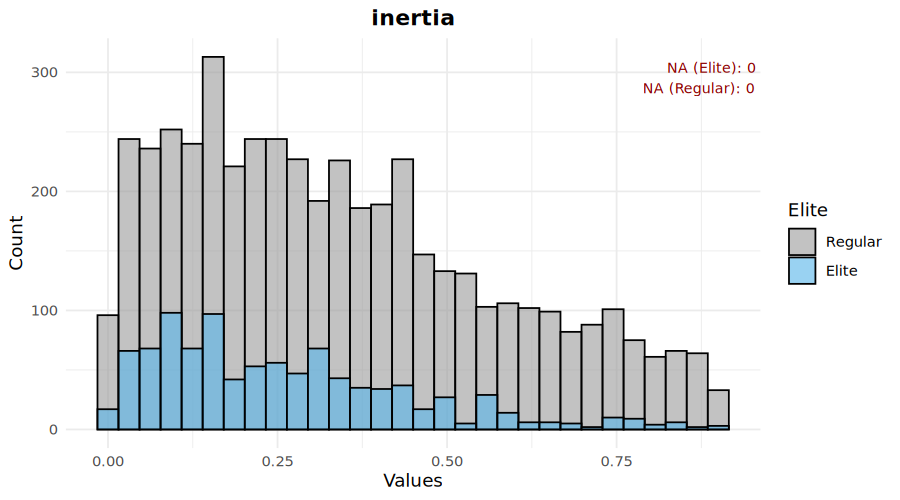 inertia
NA (Elite): 0
NA (Regular): 0
300
200
100
0
Count
0.00
0.25
0.50
0.75
Values
Elite
Regular
Elite